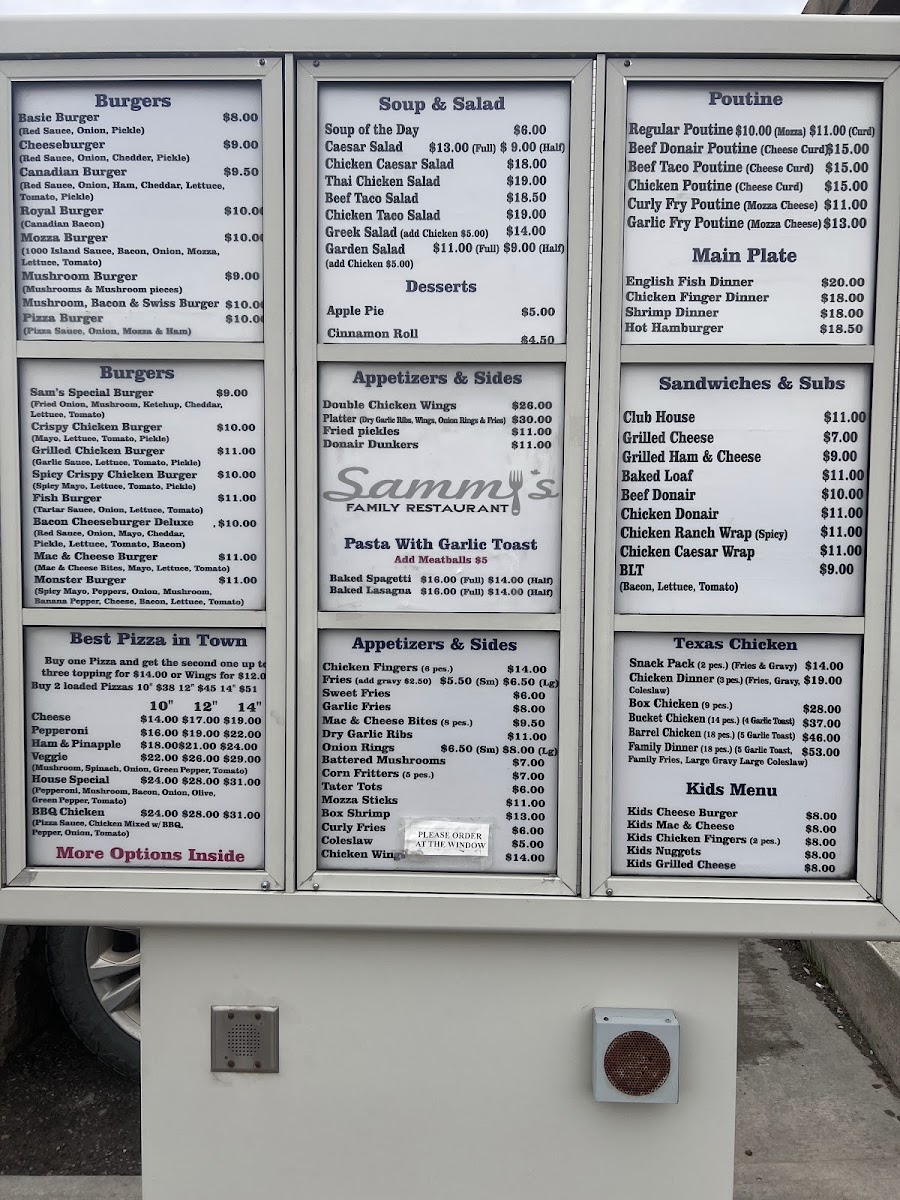 Burgers
Basic Burger $8.00
(Red Sauce, Onion, Pickle)
Cheeseburger $9.00
(Red Sauce, Onion, Chedder, Pickle)
Canadian Burger $9.50
(Red Sauce, Onion, Ham, Cheddar, Lettuce,
Tomato, Pickle)
Royal Burger $10.00
(Canadian Bacon)
Mozza Burger $10.00
(1000 Island Sauce, Bacon, Onion, Mozza,
Lettuce, Tomato)
Mushroom Burger $9.00
(Mushrooms & Mushroom pieces)
Mushroom, Bacon & Swiss Burger $10.00
Pizza Burger $10.00
(Pizza Sauce, Onion, Mozza & Ham)
Burgers
Sam's Special Burger $9.00
(Fried Onion, Mushroom, Ketchup, Cheddar,
Lettuce, Tomato)
Crispy Chicken Burger $10.00
(Mayo, Lettuce, Tomato, Pickle)
Grilled Chicken Burger $11.00
(Garlic Sauce, Lettuce, Tomato, Pickle)
Spicy Crispy Chicken Burger $10.00
(Spicy Mayo, Lettuce, Tomato, Pickle)
Fish Burger $11.00
(Tartar Sauce, Onion, Lettuce, Tomato)
Bacon Cheeseburger Deluxe .$10.00
(Red Sauce, Onion, Mayo, Cheddar,
Pickle, Lettuce, Tomato, Bacon)
Mac & Cheese Burger $11.00
(Mac & Cheese Bites, Mayo, Lettuce, Tomato)
Monster Burger $11.00
(Spicy Mayo, Peppers, Onion, Mushroom,
Banana Pepper, Cheese, Bacon, Lettuce, Tomato)
Best Pizza in Town
Buy one Pizza and get the second one up to
three topping for $14.00 or Wings for $12.0
Buy 2 loaded Pizzas 10" $38 12" $45 14" $51
10" 12" 14"
Cheese $14.00 $17.00 $19.00
Pepperoni $16.00 $19.00 $22.00
Ham & Pinapple $18.00 $21.00 $24.00
Veggie $22.00 $26.00 $29.00
(Mushroom, Spinach, Onion, Green Pepper, Tomato)
House Special $24.00 $28.00 $31.00
(Pepperoni, Mushroom, Bacon, Onion, Olive,
Green Pepper, Tomato)
BBQ Chicken $24.00 $28.00 $31.00
(Pizza Sauce, Chicken Mixed w/BBQ,
Pepper, Onion, Tomato)
More Options Inside
Soup & Salad
Soup of the Day $6.00
Caesar Salad $13.00 (Full) $ 9.00 (Half)
Chicken Caesar Salad $18.00
Thai Chicken Salad $19.00
Beef Taco Salad $18.50
Chicken Taco Salad $19.00
Greek Salad (add Chicken $5.00) $14.00
Garden Salad $11.00 (Full) $9.00 (Half)
(add Chicken $5.00)
Desserts
Apple Pie $5.00
Cinnamon Roll $4.50
Appetizers & Sides
Double Chicken Wings $26.00
Platter (Dry Garlic Ribs, Wings, Onion Rings & Fries) $30.00
Fried pickles $11.00
Donair Dunkers $11.00
Sammy's
FAMILY RESTAURANT
Pasta With Garlic Toast
Add Meatballs $5
Baked Spagetti $16.00 (Full) $14.00 (Half)
Baked Lasagna $16.00 (Full) $14.00 (Half)
Appetizers & Sides
Chicken Fingers (6 pcs.) $14.00
Fries (add gravy $2.50) $5.50 (Sm) $6.50 (Lg)
Sweet Fries $6.00
Garlic Fries $8.00
Mac & Cheese Bites (8 pcs.) $9.50
Dry Garlic Ribs $11.00
Onion Rings $6.50 (Sm) $8.00 (Lg)
Battered Mushrooms $7.00
Corn Fritters (5 pcs.) $7.00
Tater Tots $6.00
Mozza Sticks $11.00
Box Shrimp $13.00
Curly Fries $6.00
Coleslaw $5.00
Chicken Wing $14.00
PLEASE ORDER
AT THE WINDOW
Poutine
Regular Poutine $10.00 (Mozza) $11.00 (Curd)
Beef Donair Poutine (Cheese Curd) $15.00
Beef Taco Poutine (Cheese Curd) $15.00
Chicken Poutine (Cheese Curd) $15.00
Curly Fry Poutine (Mozza Cheese) $11.00
Garlic Fry Poutine (Mozza Cheese) $13.00
Main Plate
English Fish Dinner $20.00
Chicken Finger Dinner $18.00
Shrimp Dinner $18.00
Hot Hamburger $18.50
Sandwiches & Subs
Club House $11.00
Grilled Cheese $7.00
Grilled Ham & Cheese $9.00
Baked Loaf $11.00
Beef Donair $10.00
Chicken Donair $11.00
Chicken Ranch Wrap (Spicy) $11.00
Chicken Caesar Wrap $11.00
BLT $9.00
(Bacon, Lettuce, Tomato)
Texas Chicken
Snack Pack (2 pcs.) (Fries & Gravy) $14.00
Chicken Dinner (3 pcs.) (Fries, Gravy, $19.00
Coleslaw)
Box Chicken (9 pcs.) $28.00
Bucket Chicken (14 pcs.) (4 Garlic Toast) $37.00
Barrel Chicken (18 pcs.) (5 Garlic Toast) $46.00
Family Dinner (18 pcs.) (5 Garlic Toast, $53.00
Family Fries, Large Gravy Large Coleslaw)
Kids Menu
Kids Cheese Burger $8.00
Kids Mac & Cheese $8.00
Kids Chicken Fingers (2 pcs.) $8.00
Kids Nuggets $8.00
Kids Grilled Cheese $8.00